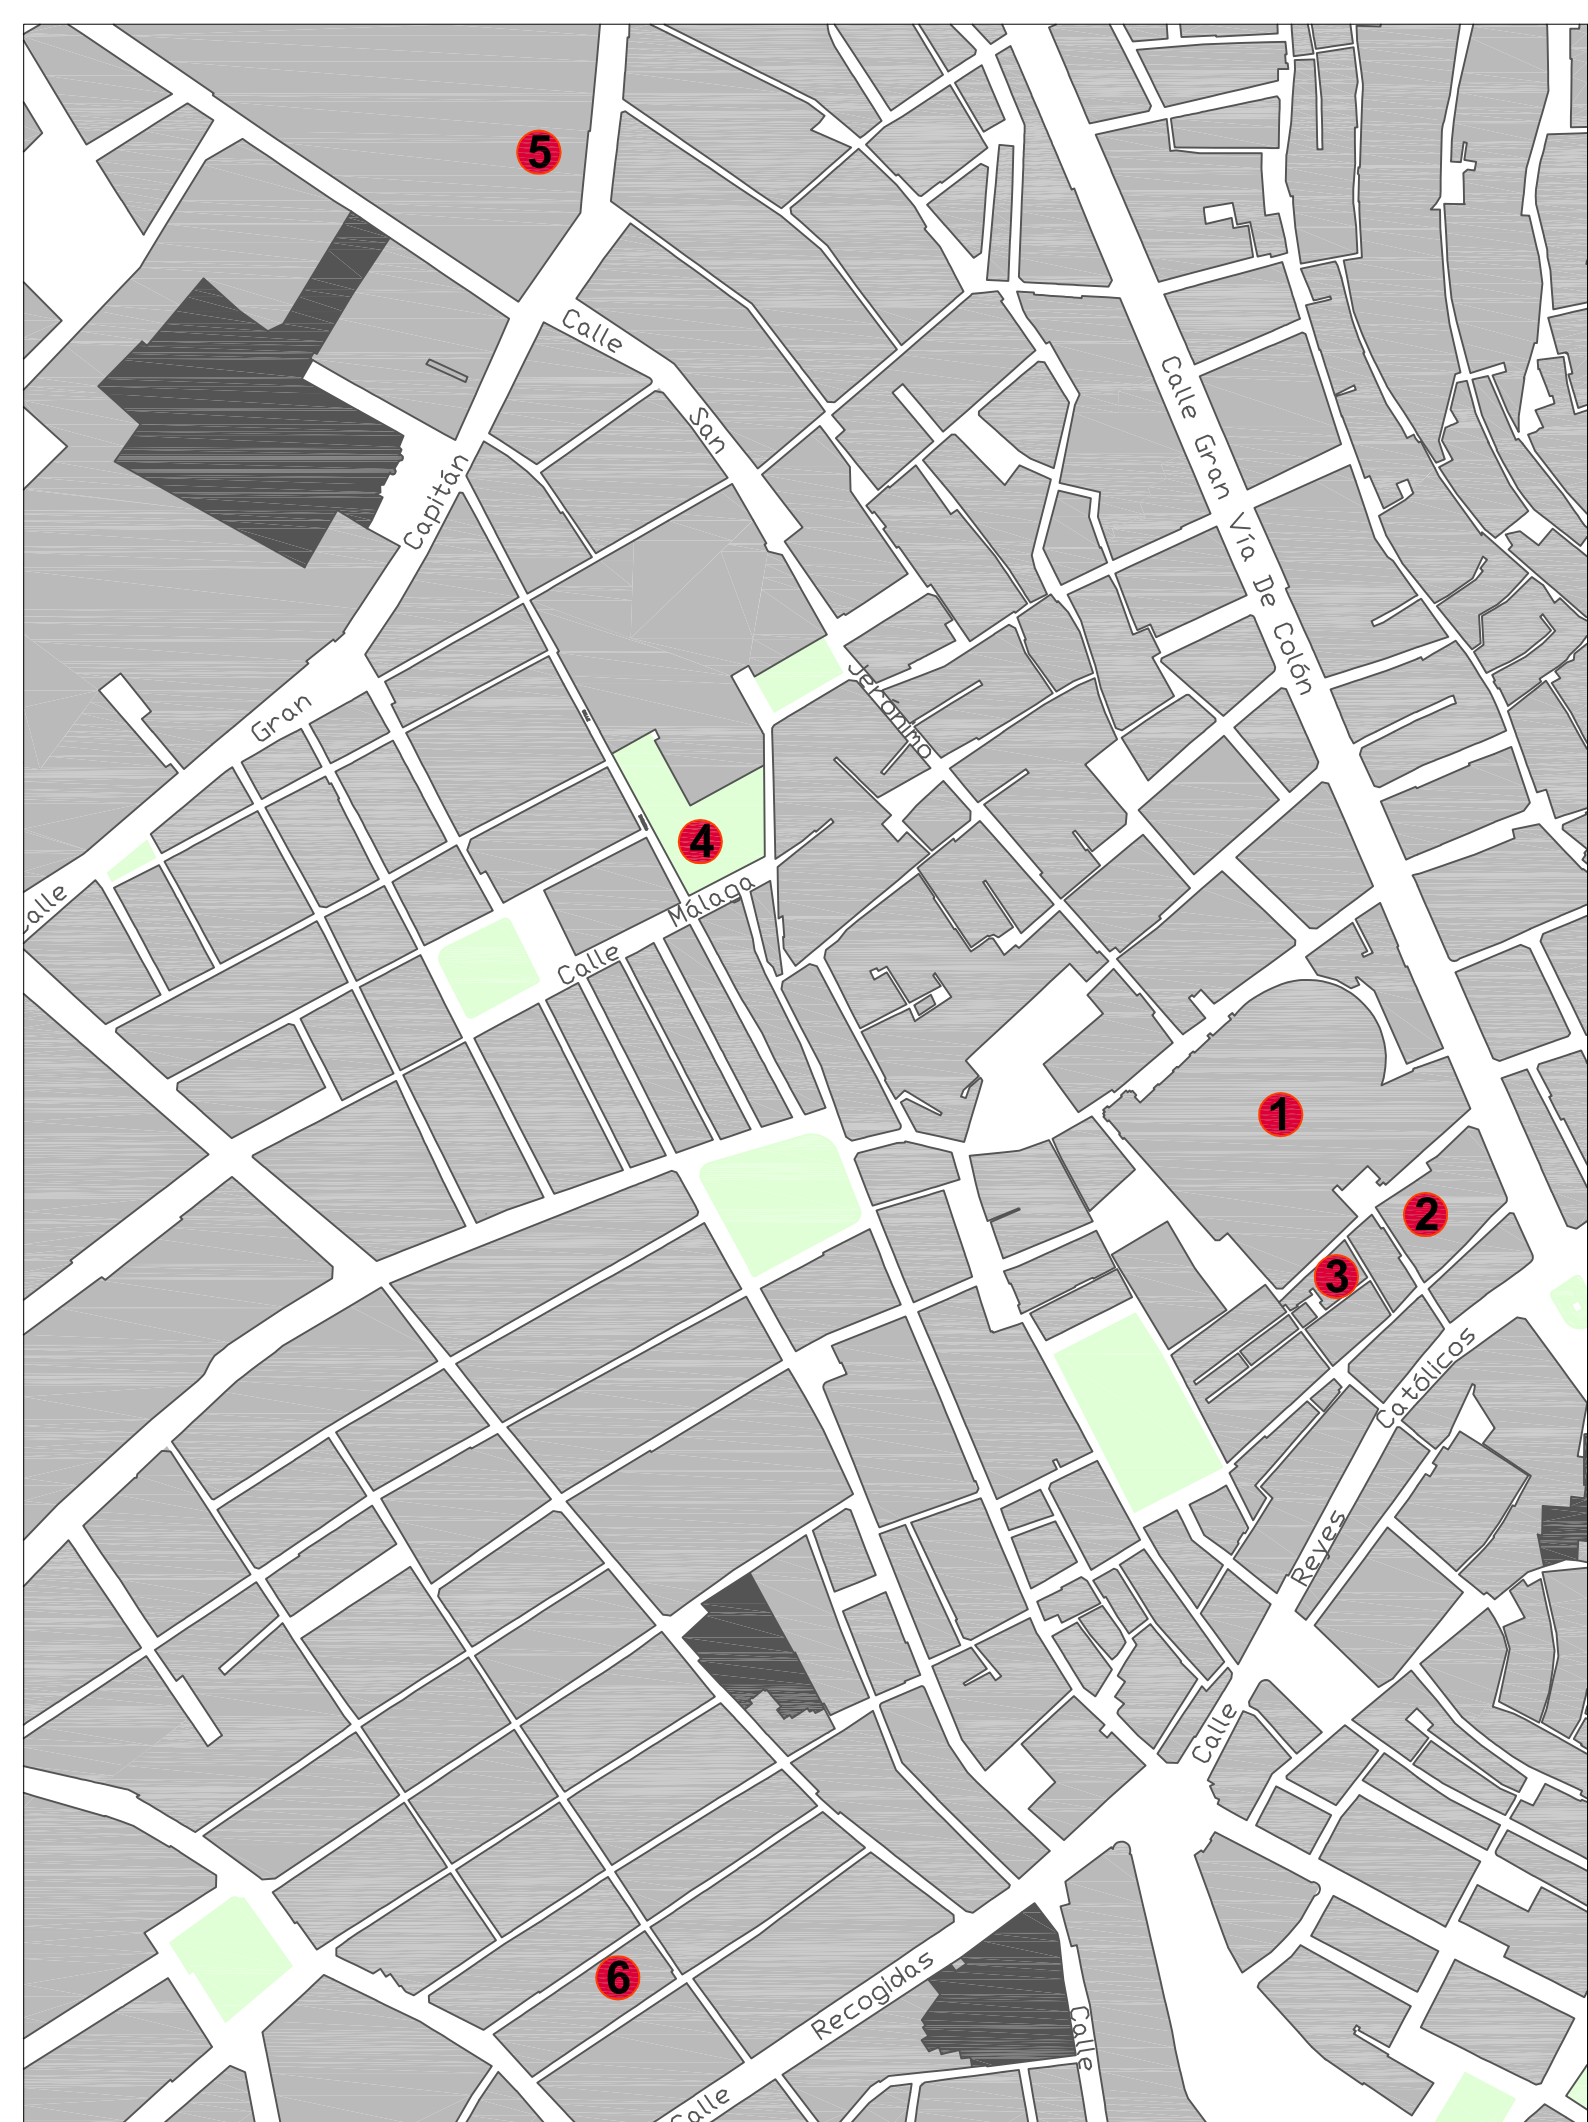 5
Calle
San
Calle Gran Vía De Colón
Capitán
Gran
Jerónimo
4
Málaga
Calle
Calle
1
2
3
Católicos
Reyes
Calle
6
Recogidas
Calle
Calle